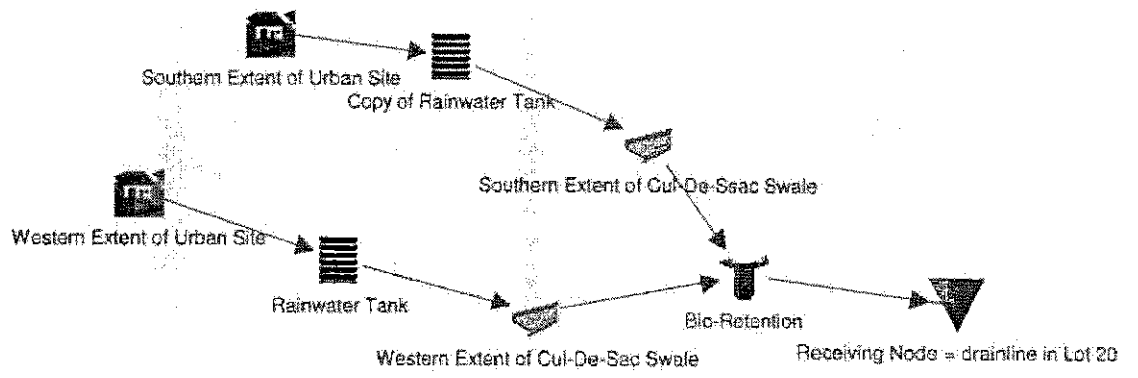 Southern Extent of Urban Site
Copy of Rainwater Tank
Southern Extent of Cul-De-Ssac Swale
Western Extent of Urban Site
Rainwater Tank
Bio-Retention
Western Extent of Cul-De-Sac Swale
Receiving Node = drainline in Lot 20